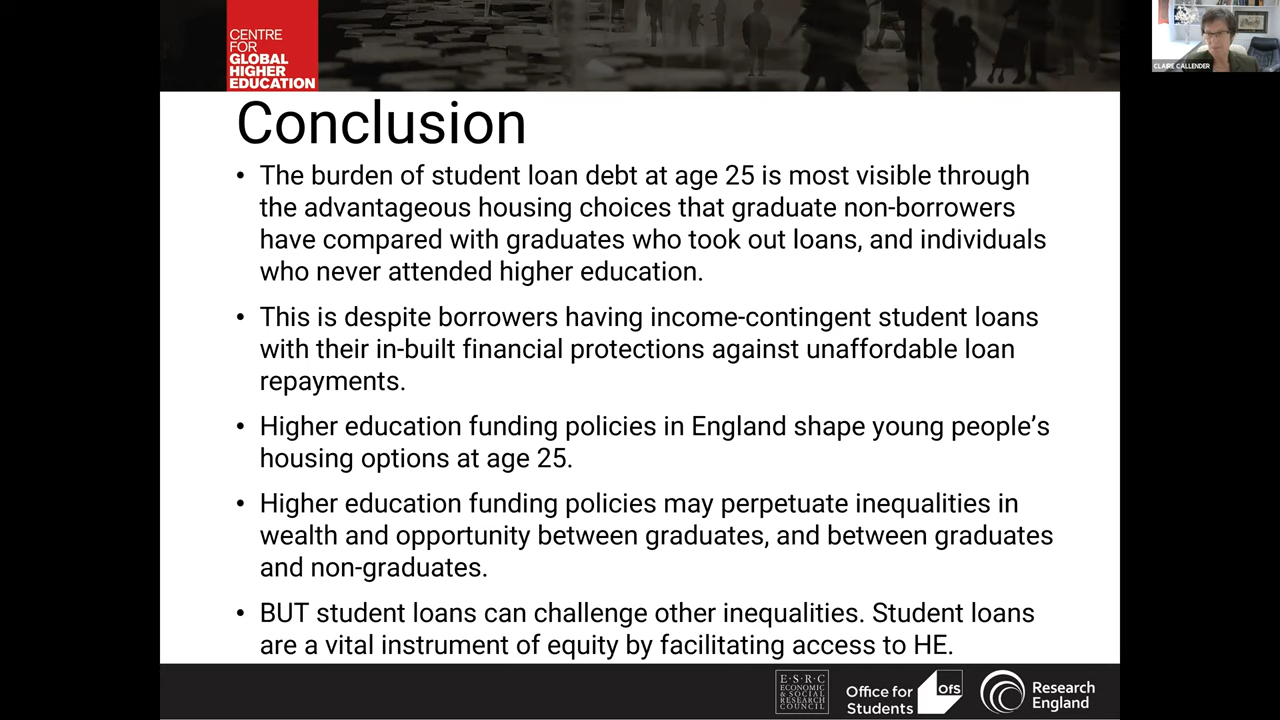 CENTRE
FOR
GLOBAL
HIGHER
EDUCATION
CLAIRE CALLENDER
Conclusion
• The burden of student loan debt at age 25 is most visible through
the advantageous housing choices that graduate non-borrowers
have compared with graduates who took out loans, and individuals
who never attended higher education.
• This is despite borrowers having income-contingent student loans
with their in-built financial protections against unaffordable loan
repayments.
• Higher education funding policies in England shape young people’s
housing options at age 25.
• Higher education funding policies may perpetuate inequalities in
wealth and opportunity between graduates, and between graduates
and non-graduates.
• BUT student loans can challenge other inequalities. Student loans
are a vital instrument of equity by facilitating access to HE.
E·S·R·C
ECONOMIC
& SOCIAL
RESEARCH
COUNCIL
Office for
Students
OfS
Research
England